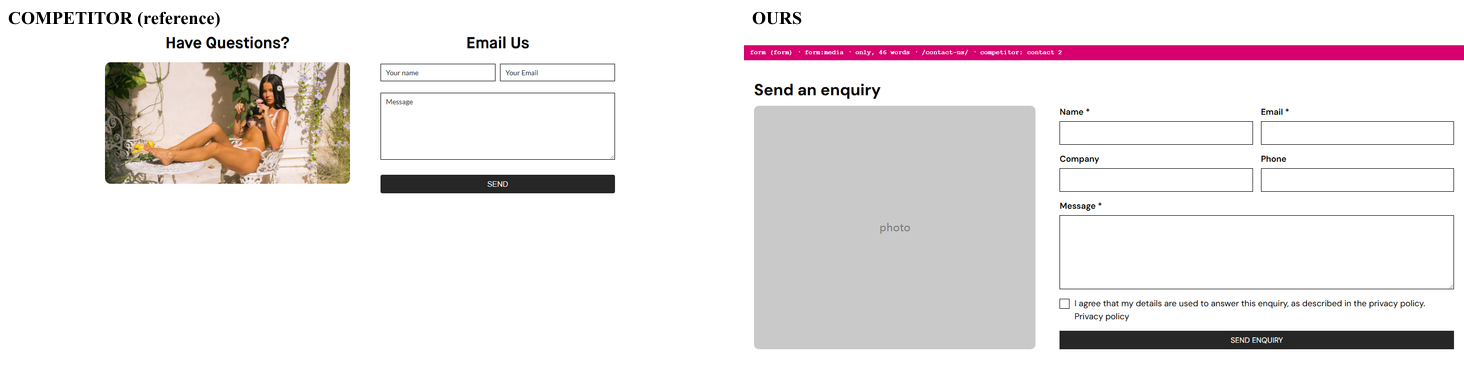 COMPETITOR (reference)
Have Questions?
Email Us
Your name
Your Email
Message
SEND
OURS
form (form) · form:media · only, 46 words · /contact-us/ · competitor: contact 2
Send an enquiry
photo
Name *
Email *
Company
Phone
Message *
I agree that my details are used to answer this enquiry, as described in the privacy policy.
Privacy policy
SEND ENQUIRY